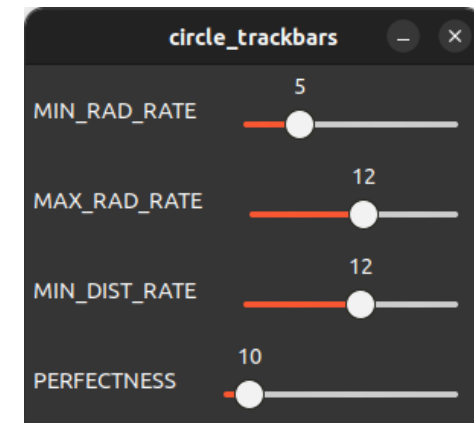 circle_trackbars
5
MIN_RAD_RATE
12
MAX_RAD_RATE
12
MIN_DIST_RATE
10
PERFECTNESS